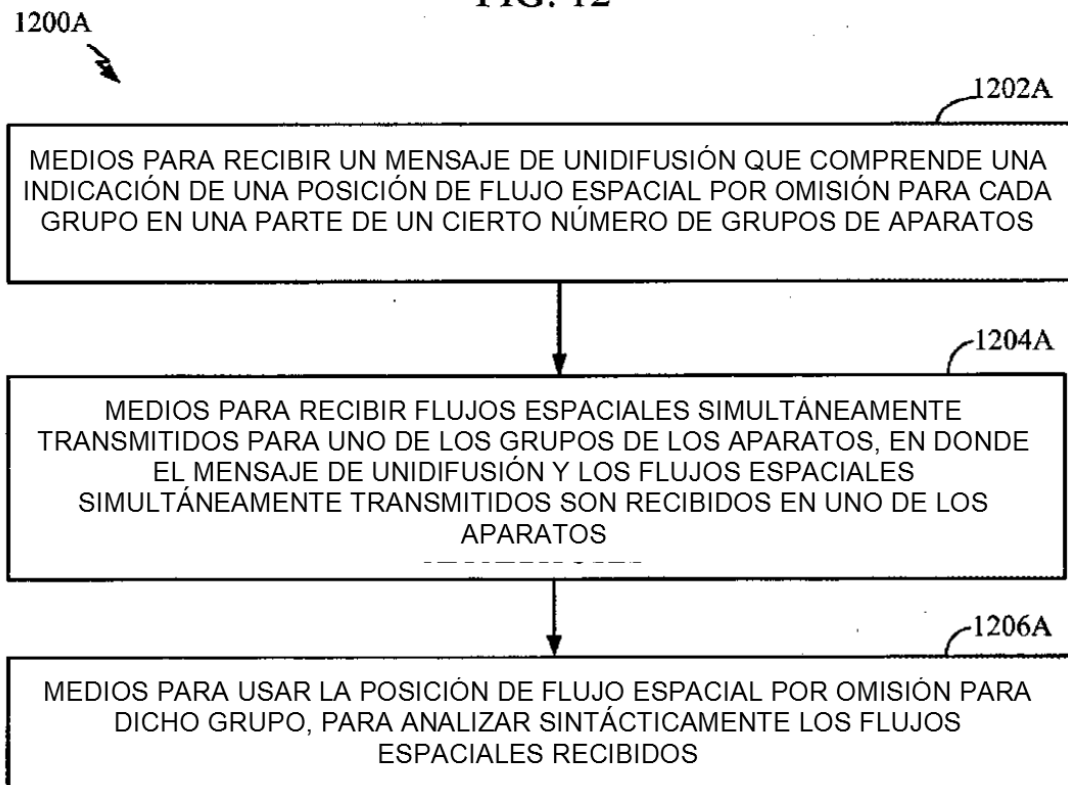 FIG. 12
1200A
1202A
MEDIOS PARA RECIBIR UN MENSAJE DE UNIDIFUSIÓN QUE COMPRENDE UNA
INDICACIÓN DE UNA POSICIÓN DE FLUJO ESPACIAL POR OMISIÓN PARA CADA
GRUPO EN UNA PARTE DE UN CIERTO NÚMERO DE GRUPOS DE APARATOS
1204A
MEDIOS PARA RECIBIR FLUJOS ESPACIALES SIMULTÁNEAMENTE
TRANSMITIDOS PARA UNO DE LOS GRUPOS DE LOS APARATOS, EN DONDE
EL MENSAJE DE UNIDIFUSIÓN Y LOS FLUJOS ESPACIALES
SIMULTÁNEAMENTE TRANSMITIDOS SON RECIBIDOS EN UNO DE LOS
APARATOS
1206A
MEDIOS PARA USAR LA POSICIÓN DE FLUJO ESPACIAL POR OMISIÓN PARA
DICHO GRUPO, PARA ANALIZAR SINTÁCTICAMENTE LOS FLUJOS
ESPACIALES RECIBIDOS